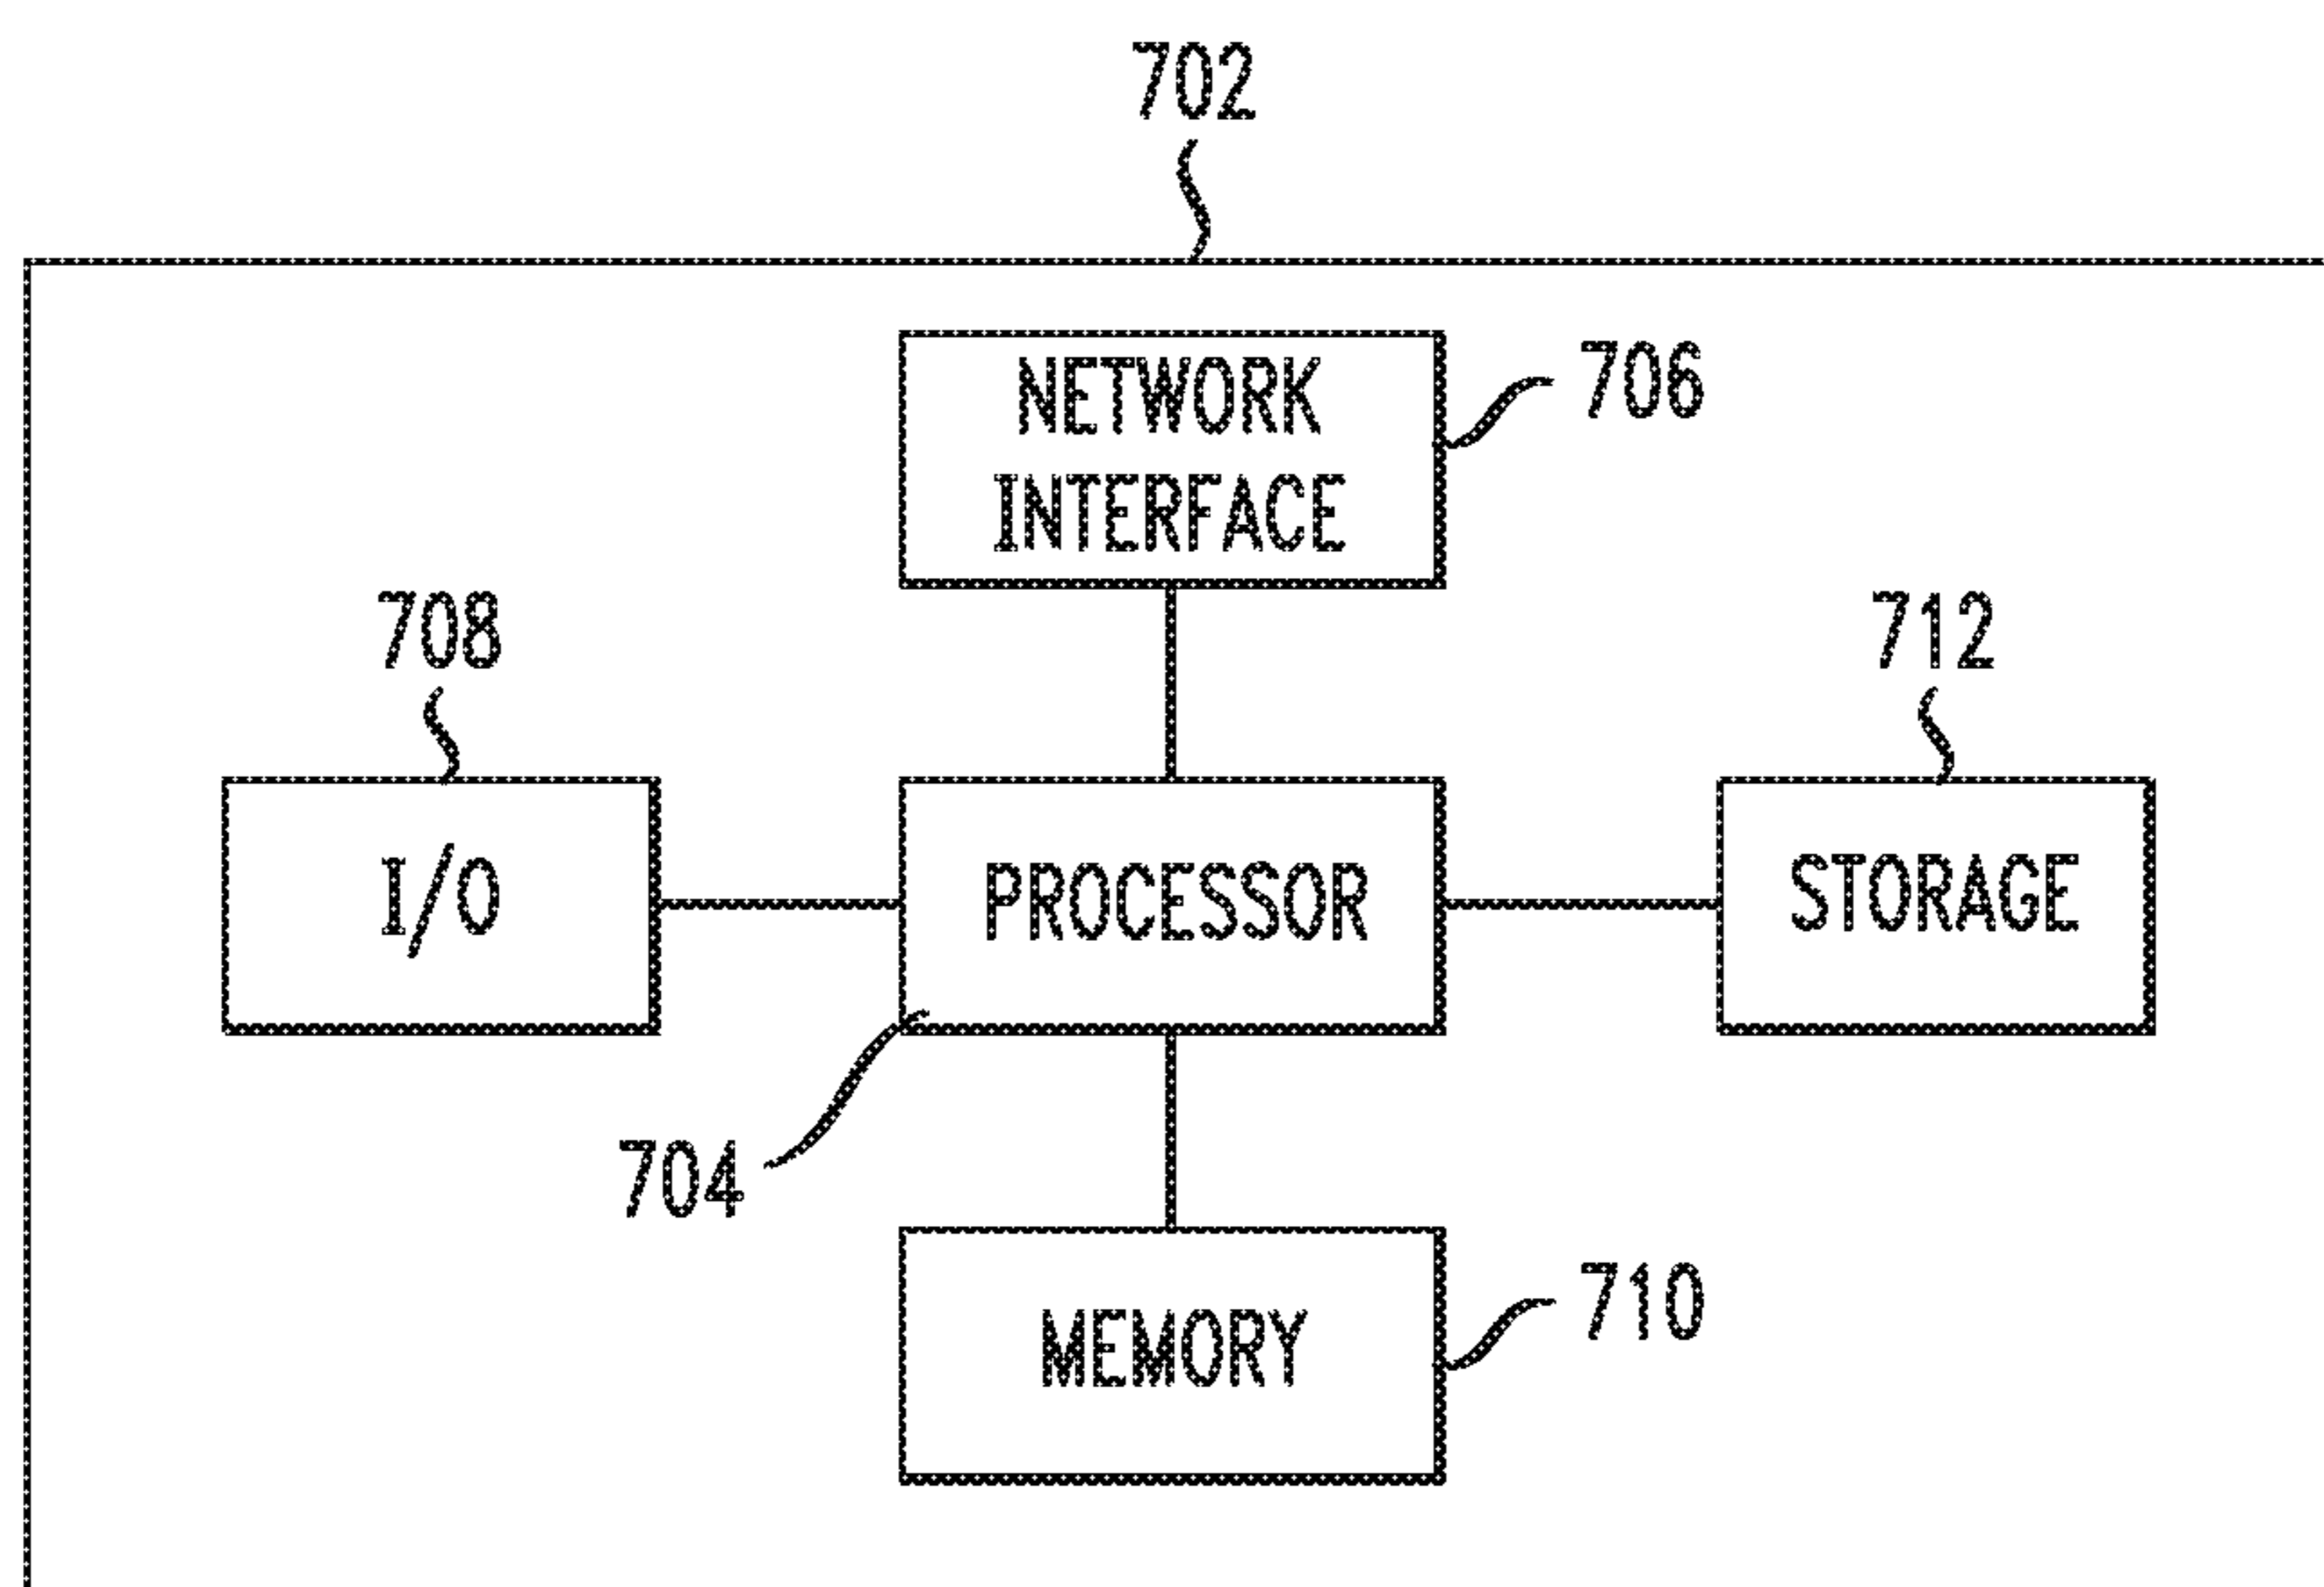 702
NETWORK
INTERFACE
706
708
712
I/O
PROCESSOR
STORAGE
704
MEMORY
710